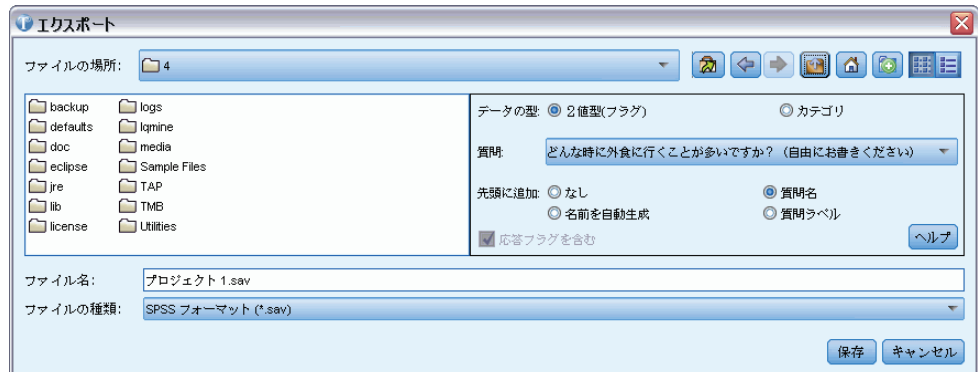 エクスポート
ファイルの場所: 4
backup logs
defaults lqmine
doc media
eclipse Sample Files
jre TAP
lib TMB
license Utilities
データの型: 2値型(フラグ) カテゴリ
質問: どんな時に外食に行くことが多いですか? (自由にお書きください)
先頭に追加: なし 質問名
名前を自動生成 質問ラベル
応答フラグを含む ヘルプ
ファイル名: プロジェクト 1.sav
ファイルの種類: SPSS フォーマット (*.sav)
保存 キャンセル